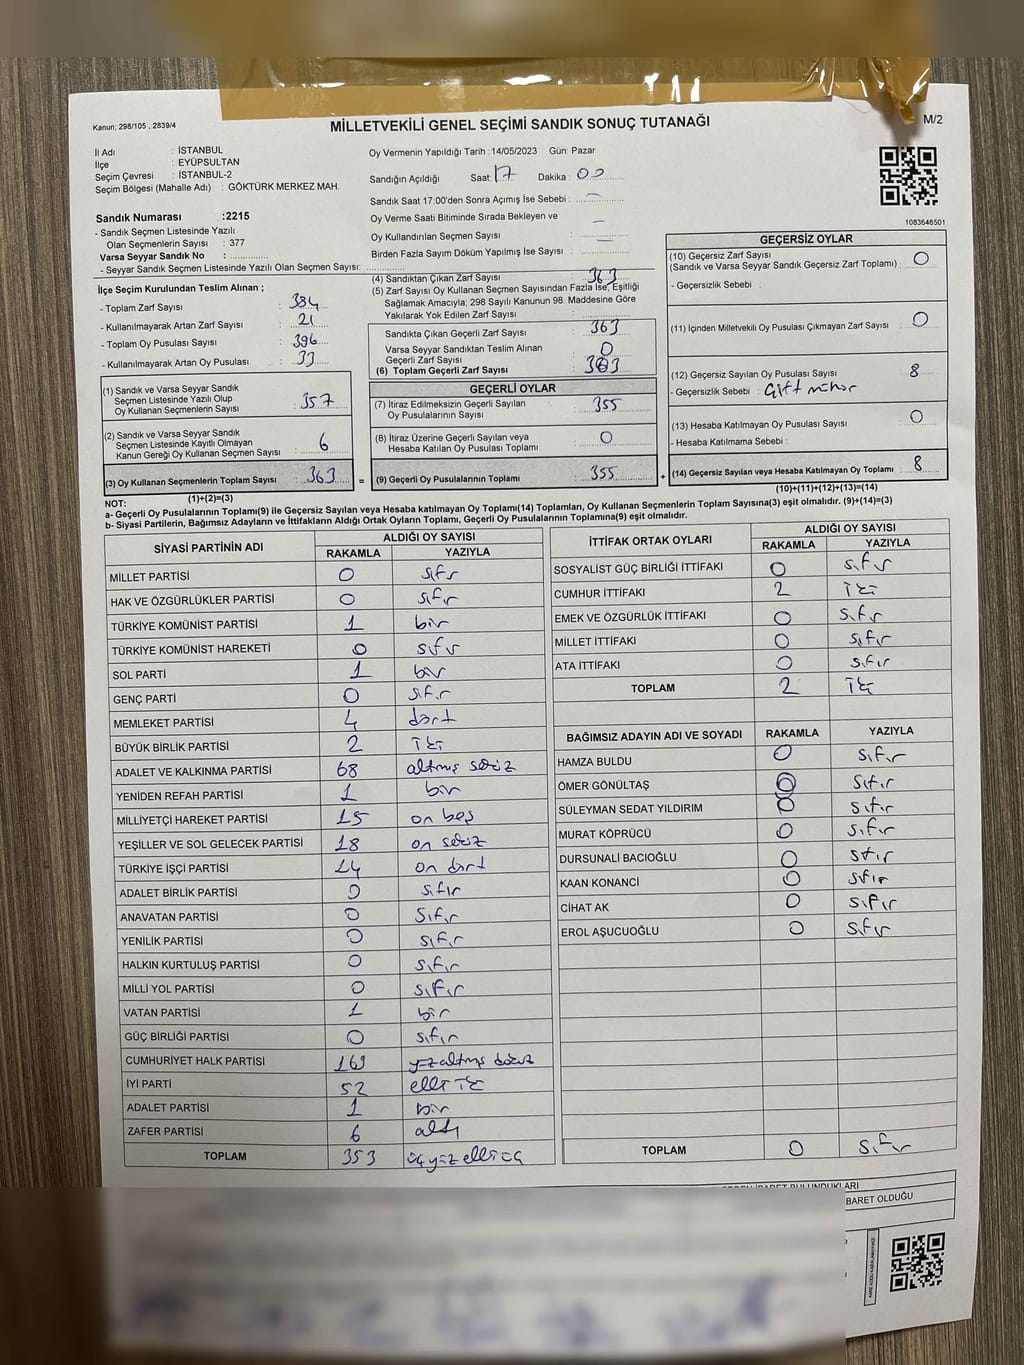 Kanun; 298/105 , 2839/4
MİLLETVEKİLİ GENEL SEÇİMİ SANDIK SONUÇ TUTANAĞI
M/2
İl Adı : İSTANBUL
İlçe : EYÜPSULTAN
Seçim Çevresi : İSTANBUL-2
Seçim Bölgesi (Mahalle Adı) : GÖKTÜRK MERKEZ MAH.
Oy Vermenin Yapıldığı Tarih : 14/05/2023 Gün: Pazar
Sandığın Açıldığı Saat: 17 Dakika : 00
Sandık Saat 17:00'den Sonra Açımış İse Sebebi : –
Oy Verme Saati Bitiminde Sırada Bekleyen ve
Oy Kullandırılan Seçmen Sayısı : –
Birden Fazla Sayım Döküm Yapılmış İse Sayısı : –
Sandık Numarası :2215
- Sandık Seçmen Listesinde Yazılı
Olan Seçmenlerin Sayısı : 377
Varsa Seyyar Sandık No :
- Seyyar Sandık Seçmen Listesinde Yazılı Olan Seçmen Sayısı:
1083646501
İlçe Seçim Kurulundan Teslim Alınan ;
- Toplam Zarf Sayısı : 384
- Kullanılmayarak Artan Zarf Sayısı : 21
- Toplam Oy Pusulası Sayısı : 396
- Kullanılmayarak Artan Oy Pusulası : 33
(1) Sandık ve Varsa Seyyar Sandık
Seçmen Listesinde Yazılı Olup
Oy Kullanan Seçmenlerin Sayısı : 357
(2) Sandık ve Varsa Seyyar Sandık
Seçmen Listesinde Kayıtlı Olmayan
Kanun Gereği Oy Kullanan Seçmen Sayısı : 6
(3) Oy Kullanan Seçmenlerin Toplam Sayısı : 363
(1)+(2)=(3)
(4) Sandıktan Çıkan Zarf Sayısı : 363
(5) Zarf Sayısı Oy Kullanan Seçmen Sayısından Fazla İse, Eşitliği
Sağlamak Amacıyla; 298 Sayılı Kanunun 98. Maddesine Göre
Yakılarak Yok Edilen Zarf Sayısı :
Sandıkta Çıkan Geçerli Zarf Sayısı : 363
Varsa Seyyar Sandıktan Teslim Alınan
Geçerli Zarf Sayısı : 0
(6) Toplam Geçerli Zarf Sayısı : 363
GEÇERLİ OYLAR
(7) İtiraz Edilmeksizin Geçerli Sayılan
Oy Pusulalarının Sayısı : 355
(8) İtiraz Üzerine Geçerli Sayılan veya
Hesaba Katılan Oy Pusulası Toplamı : 0
= (9) Geçerli Oy Pusulalarının Toplamı : 355
GEÇERSİZ OYLAR
(10) Geçersiz Zarf Sayısı
(Sandık ve Varsa Seyyar Sandık Geçersiz Zarf Toplamı) : 0
- Geçersizlik Sebebi :
(11) İçinden Milletvekili Oy Pusulası Çıkmayan Zarf Sayısı : 0
(12) Geçersiz Sayılan Oy Pusulası Sayısı : 8
- Geçersizlik Sebebi : Çift mühür
(13) Hesaba Katılmayan Oy Pusulası Sayısı : 0
- Hesaba Katılmama Sebebi :
+ (14) Geçersiz Sayılan veya Hesaba Katılmayan Oy Toplamı : 8
(10)+(11)+(12)+(13)=(14)
NOT:
a- Geçerli Oy Pusulalarının Toplamı(9) ile Geçersiz Sayılan veya Hesaba katılmayan Oy Toplamı(14) Toplamları, Oy Kullanan Seçmenlerin Toplam Sayısına(3) eşit olmalıdır. (9)+(14)=(3)
b- Siyasi Partilerin, Bağımsız Adayların ve İttifakların Aldığı Ortak Oyların Toplamı, Geçerli Oy Pusulalarının Toplamına(9) eşit olmalıdır.
SİYASİ PARTİNİN ADI ALDIĞI OY SAYISI
RAKAMLA YAZIYLA
MİLLET PARTİSİ 0 sıfır
HAK VE ÖZGÜRLÜKLER PARTİSİ 0 sıfır
TÜRKİYE KOMÜNİST PARTİSİ 1 bir
TÜRKİYE KOMÜNİST HAREKETİ 0 sıfır
SOL PARTİ 1 bir
GENÇ PARTİ 0 sıfır
MEMLEKET PARTİSİ 4 dört
BÜYÜK BİRLİK PARTİSİ 2 iki
ADALET VE KALKINMA PARTİSİ 68 altmış sekiz
YENİDEN REFAH PARTİSİ 1 bir
MİLLİYETÇİ HAREKET PARTİSİ 15 on beş
YEŞİLLER VE SOL GELECEK PARTİSİ 18 on sekiz
TÜRKİYE İŞÇİ PARTİSİ 14 on dört
ADALET BİRLİK PARTİSİ 0 sıfır
ANAVATAN PARTİSİ 0 sıfır
YENİLİK PARTİSİ 0 sıfır
HALKIN KURTULUŞ PARTİSİ 0 sıfır
MİLLİ YOL PARTİSİ 0 sıfır
VATAN PARTİSİ 1 bir
GÜÇ BİRLİĞİ PARTİSİ 0 sıfır
CUMHURİYET HALK PARTİSİ 169 yüzaltmış dokuz
İYİ PARTİ 52 elli iki
ADALET PARTİSİ 1 bir
ZAFER PARTİSİ 6 altı
TOPLAM 353 üçyüz elli üç
İTTİFAK ORTAK OYLARI ALDIĞI OY SAYISI
RAKAMLA YAZIYLA
SOSYALİST GÜÇ BİRLİĞİ İTTİFAKI 0 sıfır
CUMHUR İTTİFAKI 2 iki
EMEK VE ÖZGÜRLÜK İTTİFAKI 0 sıfır
MİLLET İTTİFAKI 0 sıfır
ATA İTTİFAKI 0 sıfır
TOPLAM 2 iki
BAĞIMSIZ ADAYIN ADI VE SOYADI RAKAMLA YAZIYLA
HAMZA BULDU 0 sıfır
ÖMER GÖNÜLTAŞ 0 sıfır
SÜLEYMAN SEDAT YILDIRIM 0 sıfır
MURAT KÖPRÜCÜ 0 sıfır
DURSUNALİ BACIOĞLU 0 sıfır
KAAN KONANCİ 0 sıfır
CİHAT AK 0 sıfır
EROL AŞUCUOĞLU 0 sıfır
TOPLAM 0 sıfır
BARET OLDUĞU